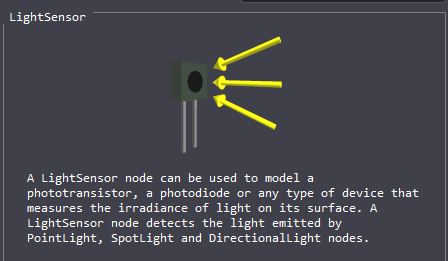 LightSensor
A LightSensor node can be used to model a
phototransistor, a photodiode or any type of device that
measures the irradiance of light on its surface. A
LightSensor node detects the light emitted by
PointLight, SpotLight and DirectionalLight nodes.